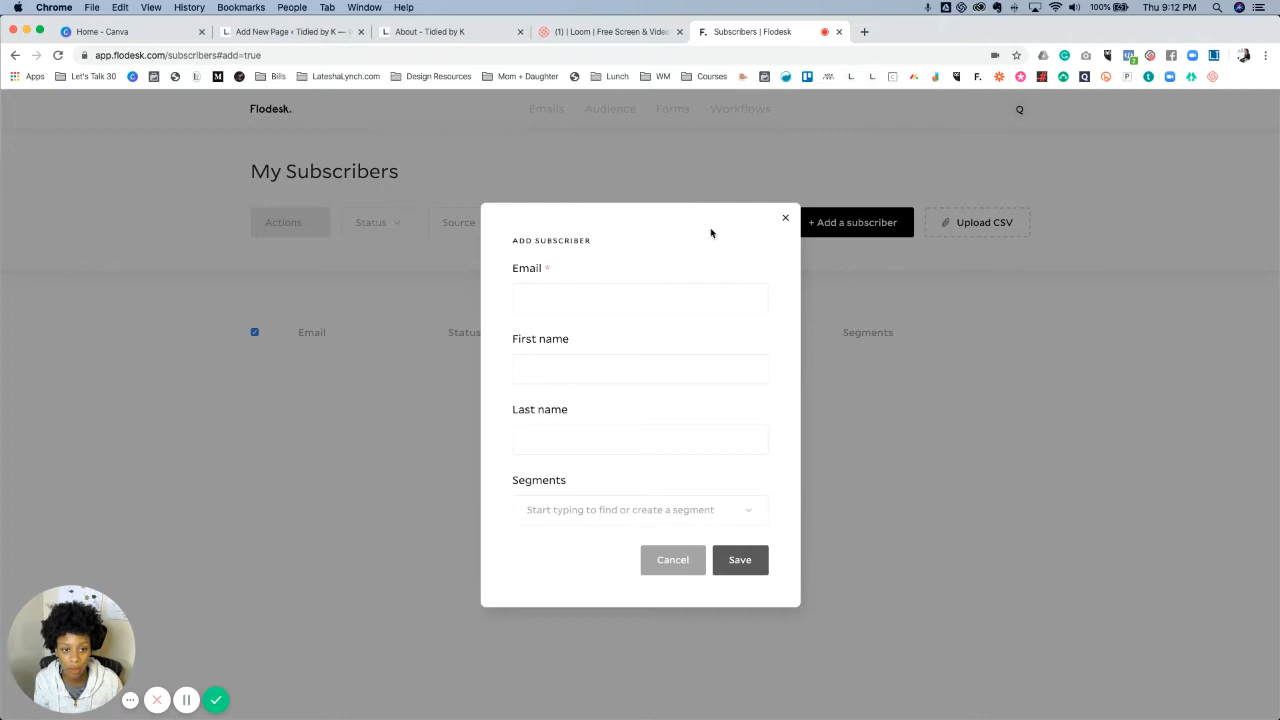 Chrome File Edit View History Bookmarks People Tab Window Help
100% Thu 9:12 PM
Home - Canva
Add New Page ‹ Tidied by K —
About - Tidied by K
(1) | Loom | Free Screen & Video
Subscribers | Flodesk
app.flodesk.com/subscribers#add=true
Apps Let's Talk 30 Bills LateshaLynch.com Design Resources Mom + Daughter Lunch WM Courses
Flodesk.
Emails Audience Forms Workflows
Q
My Subscribers
Actions Status Source + Add a subscriber Upload CSV
Email Status Segments
ADD SUBSCRIBER
Email *
First name
Last name
Segments
Start typing to find or create a segment
Cancel Save